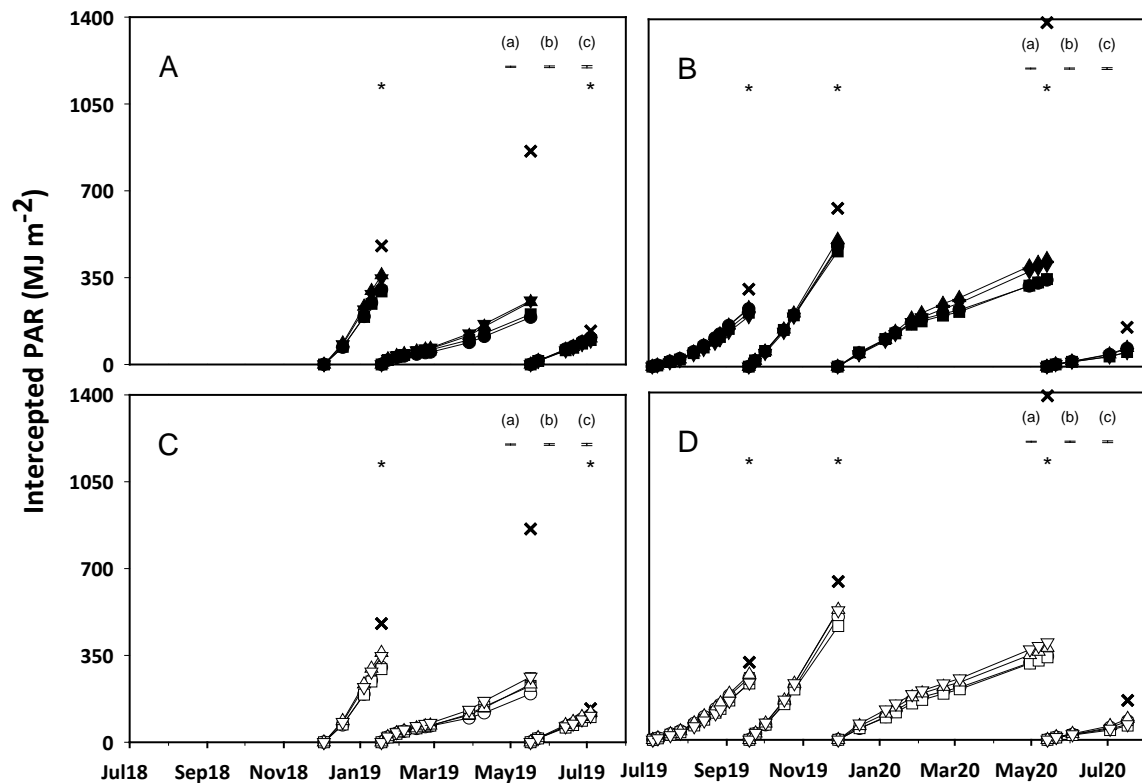 1400
1050
700
350
0
A
(a) (b) (c)
* *
B
(a) (b) (c)
* * *
Intercepted PAR (MJ m⁻²)
1400
1050
700
350
0
C
(a) (b) (c)
* *
D
(a) (b) (c)
* * *
Jul18 Sep18 Nov18 Jan19 Mar19 May19 Jul19
Jul19 Sep19 Nov19 Jan20 Mar20 May20 Jul20